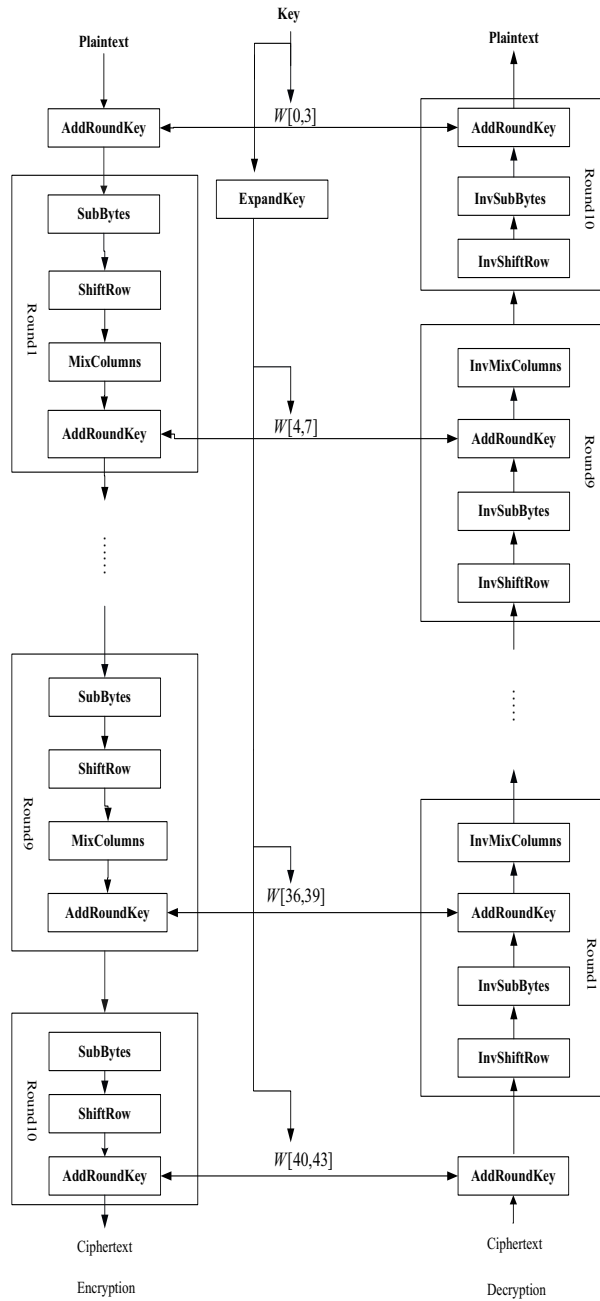 Key
Plaintext
Plaintext
AddRoundKey
W[0,3]
AddRoundKey
SubBytes
ExpandKey
InvSubBytes
Round10
ShiftRow
InvShiftRow
Round1
MixColumns
InvMixColumns
AddRoundKey
W[4,7]
AddRoundKey
Round9
InvSubBytes
......
InvShiftRow
SubBytes
......
ShiftRow
Round9
MixColumns
InvMixColumns
AddRoundKey
W[36,39]
AddRoundKey
InvSubBytes
Round1
SubBytes
InvShiftRow
ShiftRow
Round10
AddRoundKey
W[40,43]
AddRoundKey
Ciphertext
Ciphertext
Encryption
Decryption